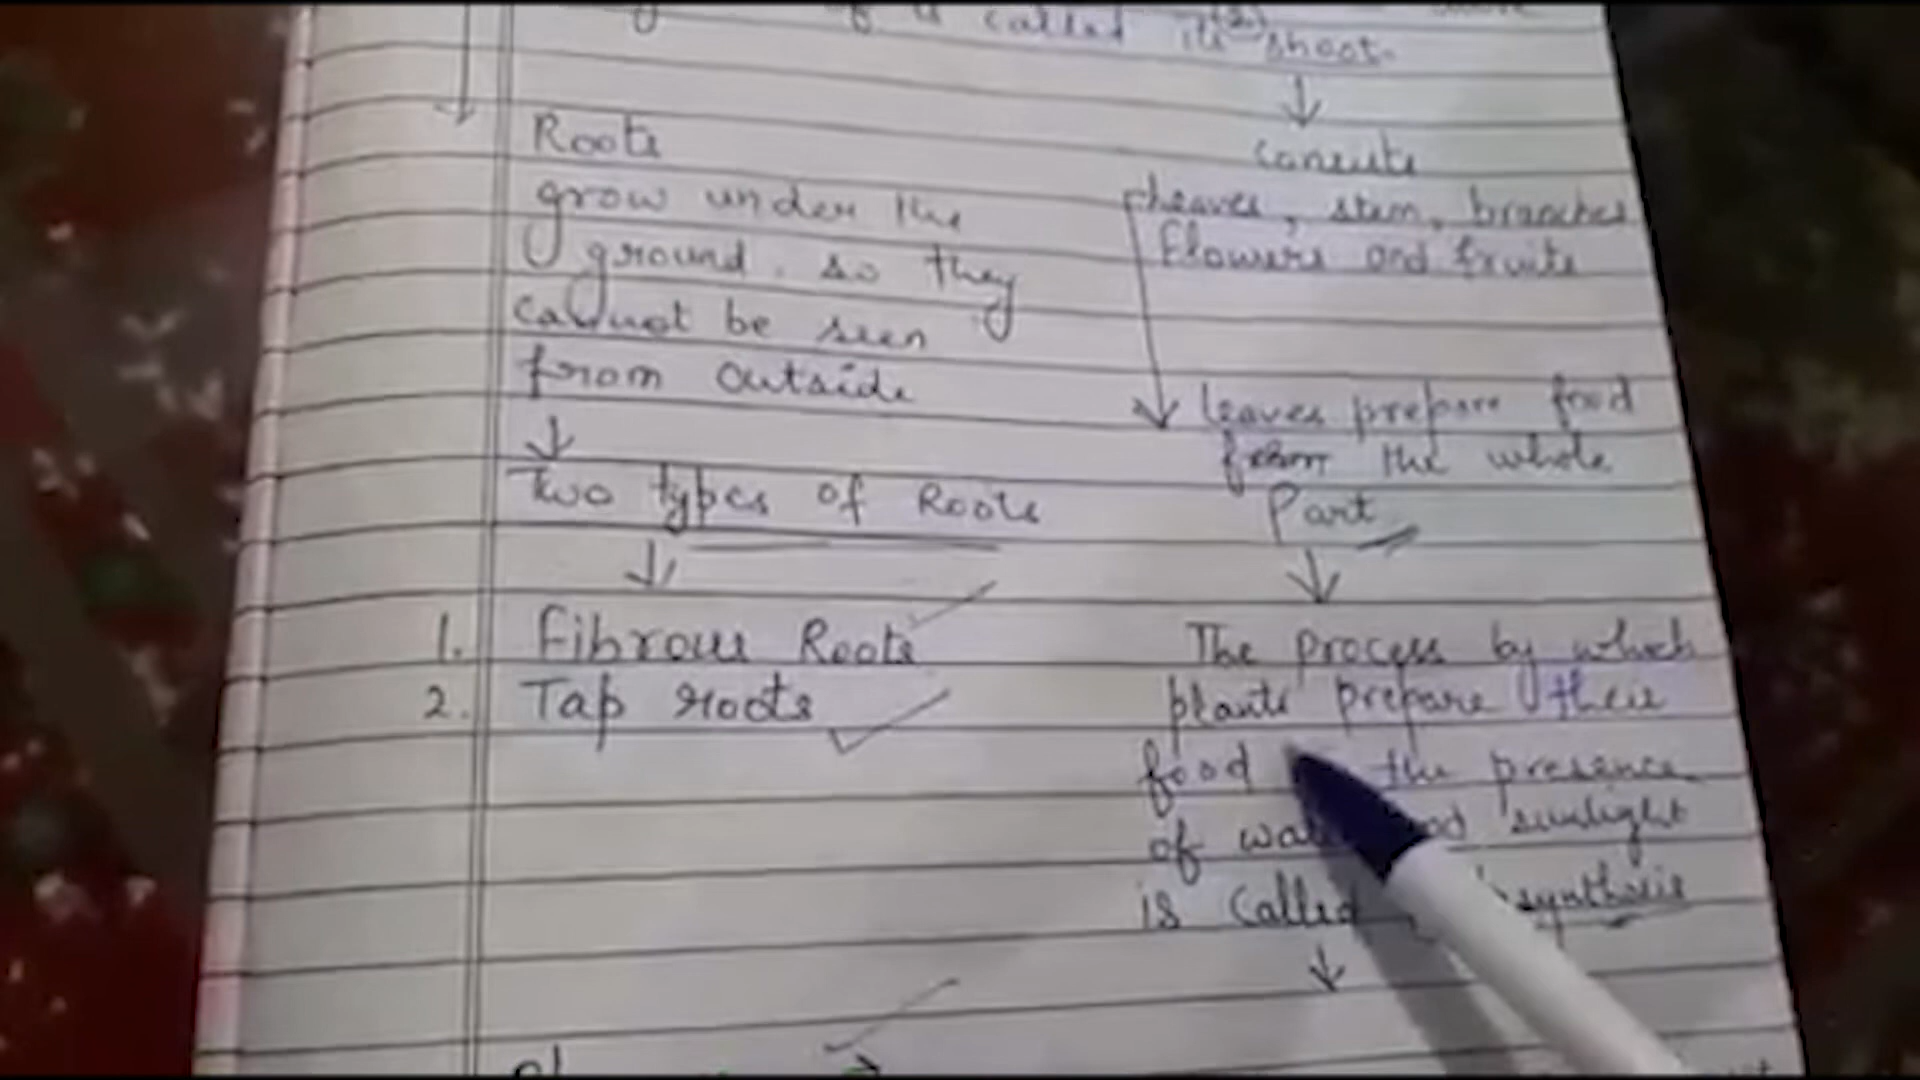 called its shoot.
(2)
Roots
grow under the
ground. so they
cannot be seen
from outside
Two types of Roots
1. Fibrous Roots
2. Tap roots
leaves, stem, branches
flowers and fruits
leaves prepare food
from the whole
Part
The process by which
plants prepare their
food the presence
of sunlight
is called synthesis